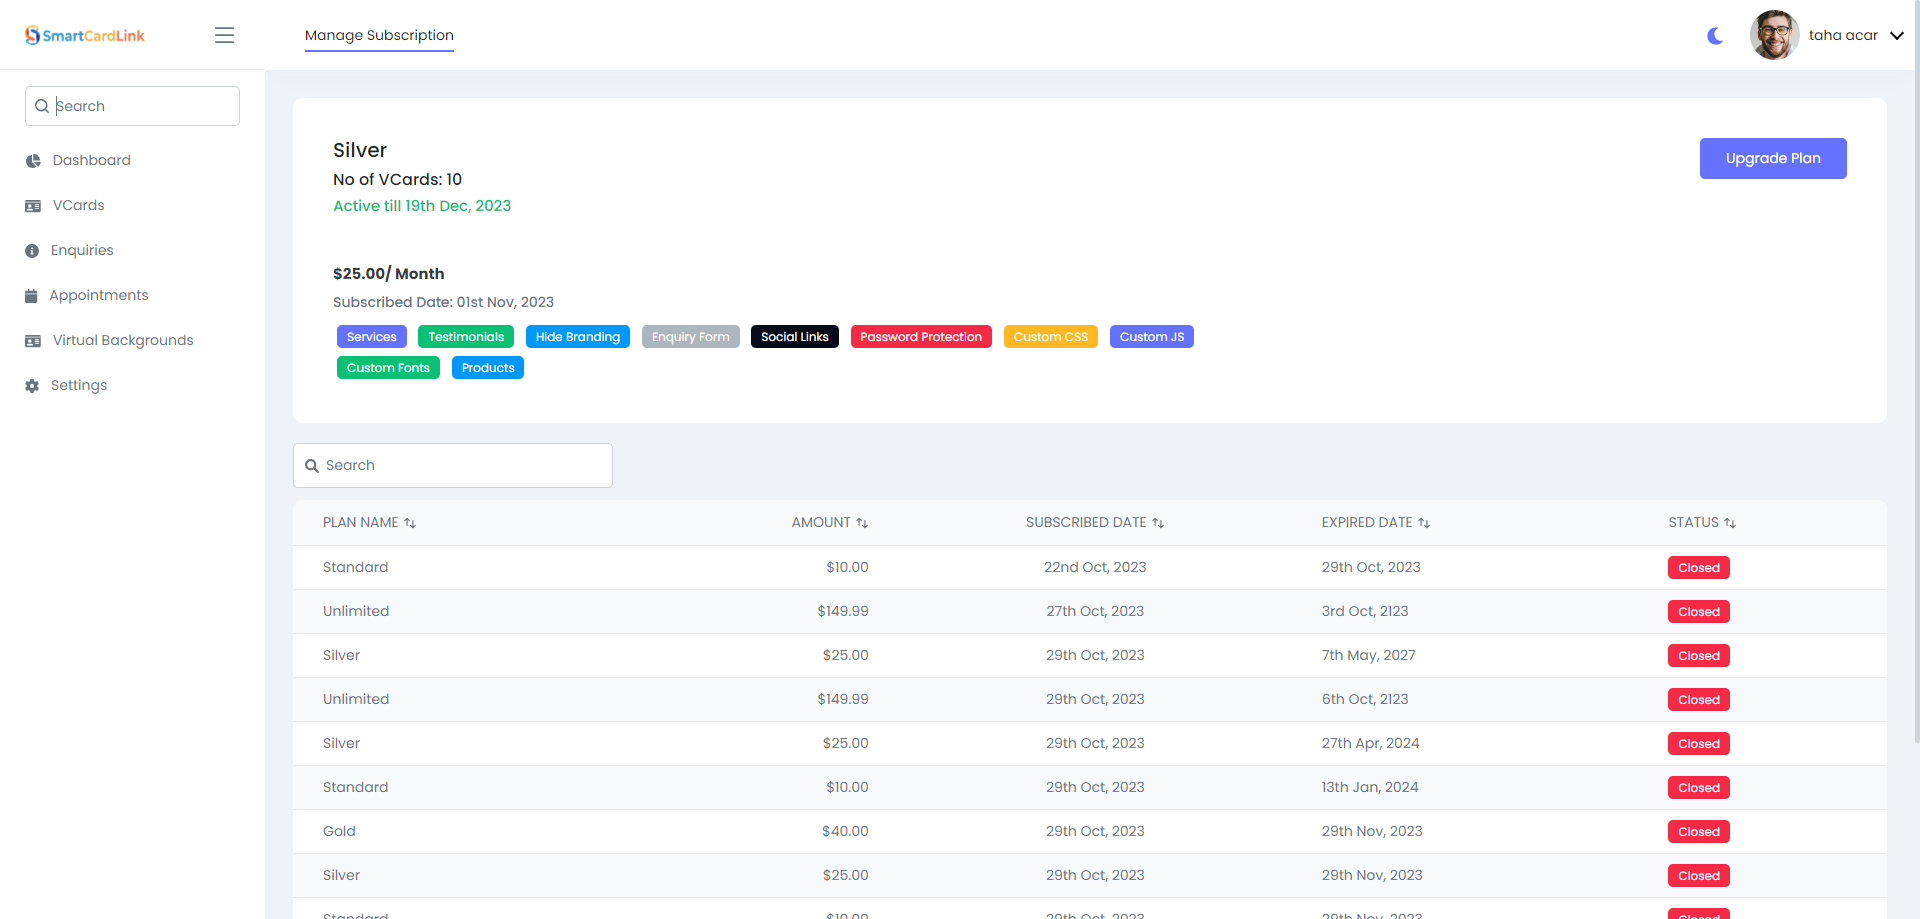 SmartCardLink
Manage Subscription
taha acar
Search
Dashboard
VCards
Enquiries
Appointments
Virtual Backgrounds
Settings
Silver
No of VCards: 10
Active till 19th Dec, 2023
Upgrade Plan
$25.00/ Month
Subscribed Date: 01st Nov, 2023
Services Testimonials Hide Branding Enquiry Form Social Links Password Protection Custom CSS Custom JS
Custom Fonts Products
Search
PLAN NAME AMOUNT SUBSCRIBED DATE EXPIRED DATE STATUS
Standard $10.00 22nd Oct, 2023 29th Oct, 2023 Closed
Unlimited $149.99 27th Oct, 2023 3rd Oct, 2123 Closed
Silver $25.00 29th Oct, 2023 7th May, 2027 Closed
Unlimited $149.99 29th Oct, 2023 6th Oct, 2123 Closed
Silver $25.00 29th Oct, 2023 27th Apr, 2024 Closed
Standard $10.00 29th Oct, 2023 13th Jan, 2024 Closed
Gold $40.00 29th Oct, 2023 29th Nov, 2023 Closed
Silver $25.00 29th Oct, 2023 29th Nov, 2023 Closed
Standard $10.00 29th Oct, 2023 29th Nov, 2023 Closed